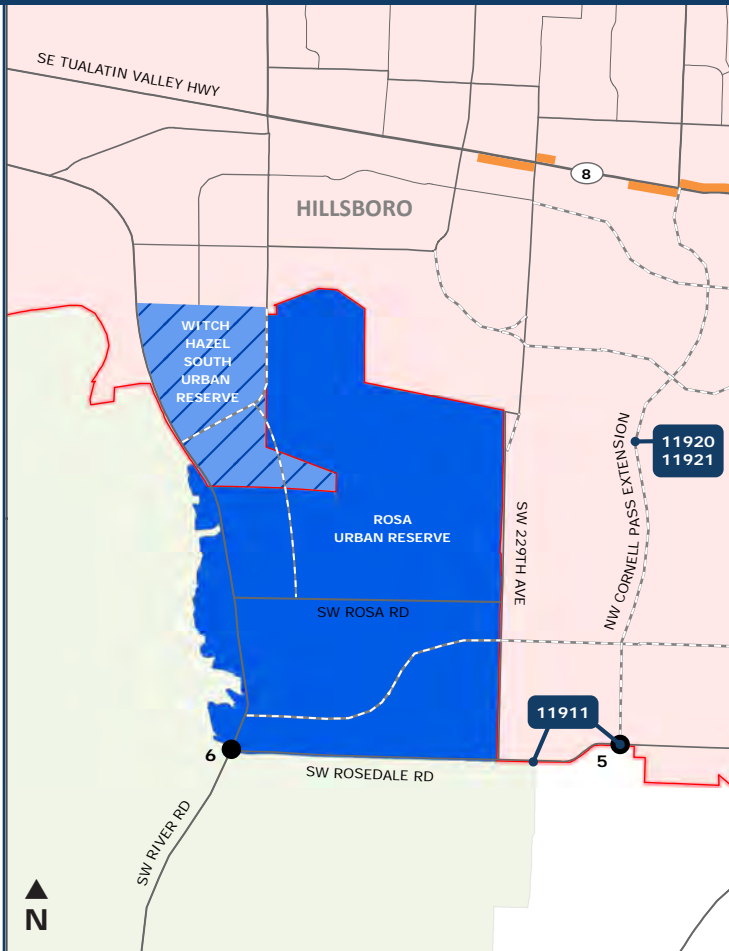 SE TUALATIN VALLEY HWY
8
HILLSBORO
WITCH
HAZEL
SOUTH
URBAN
RESERVE
NW CORNELL PASS EXTENSION
11920
11921
ROSA
URBAN RESERVE
SW 229TH AVE
SW ROSA RD
11911
6
5
SW ROSEDALE RD
SW RIVER RD
N